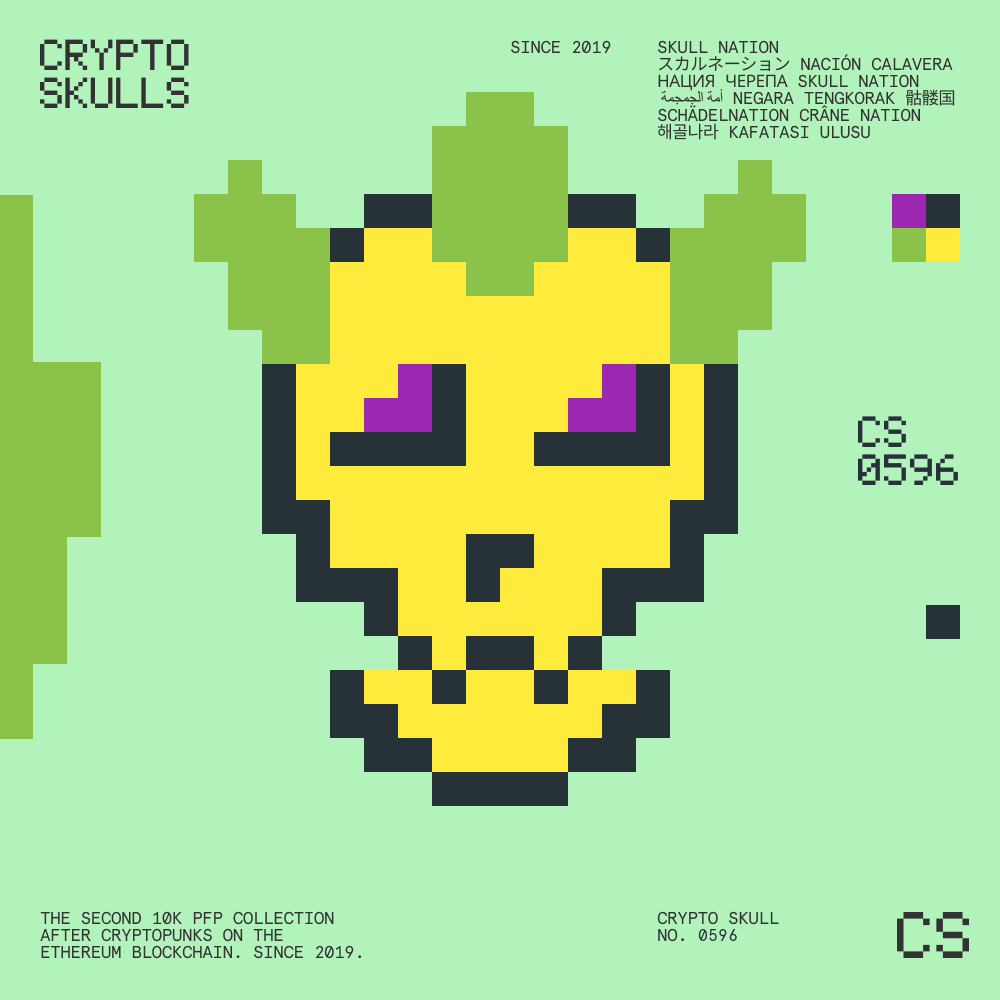 CRYPTO
SKULLS
SINCE 2019
SKULL NATION
スカルネーション NACIÓN CALAVERA
НАЦИЯ ЧЕРЕПА SKULL NATION
أمة الجمجمة NEGARA TENGKORAK 骷髅国
SCHÄDELNATION CRÂNE NATION
해골나라 KAFATASI ULUSU
CS
0596
THE SECOND 10K PFP COLLECTION
AFTER CRYPTOPUNKS ON THE
ETHEREUM BLOCKCHAIN. SINCE 2019.
CRYPTO SKULL
NO. 0596
CS